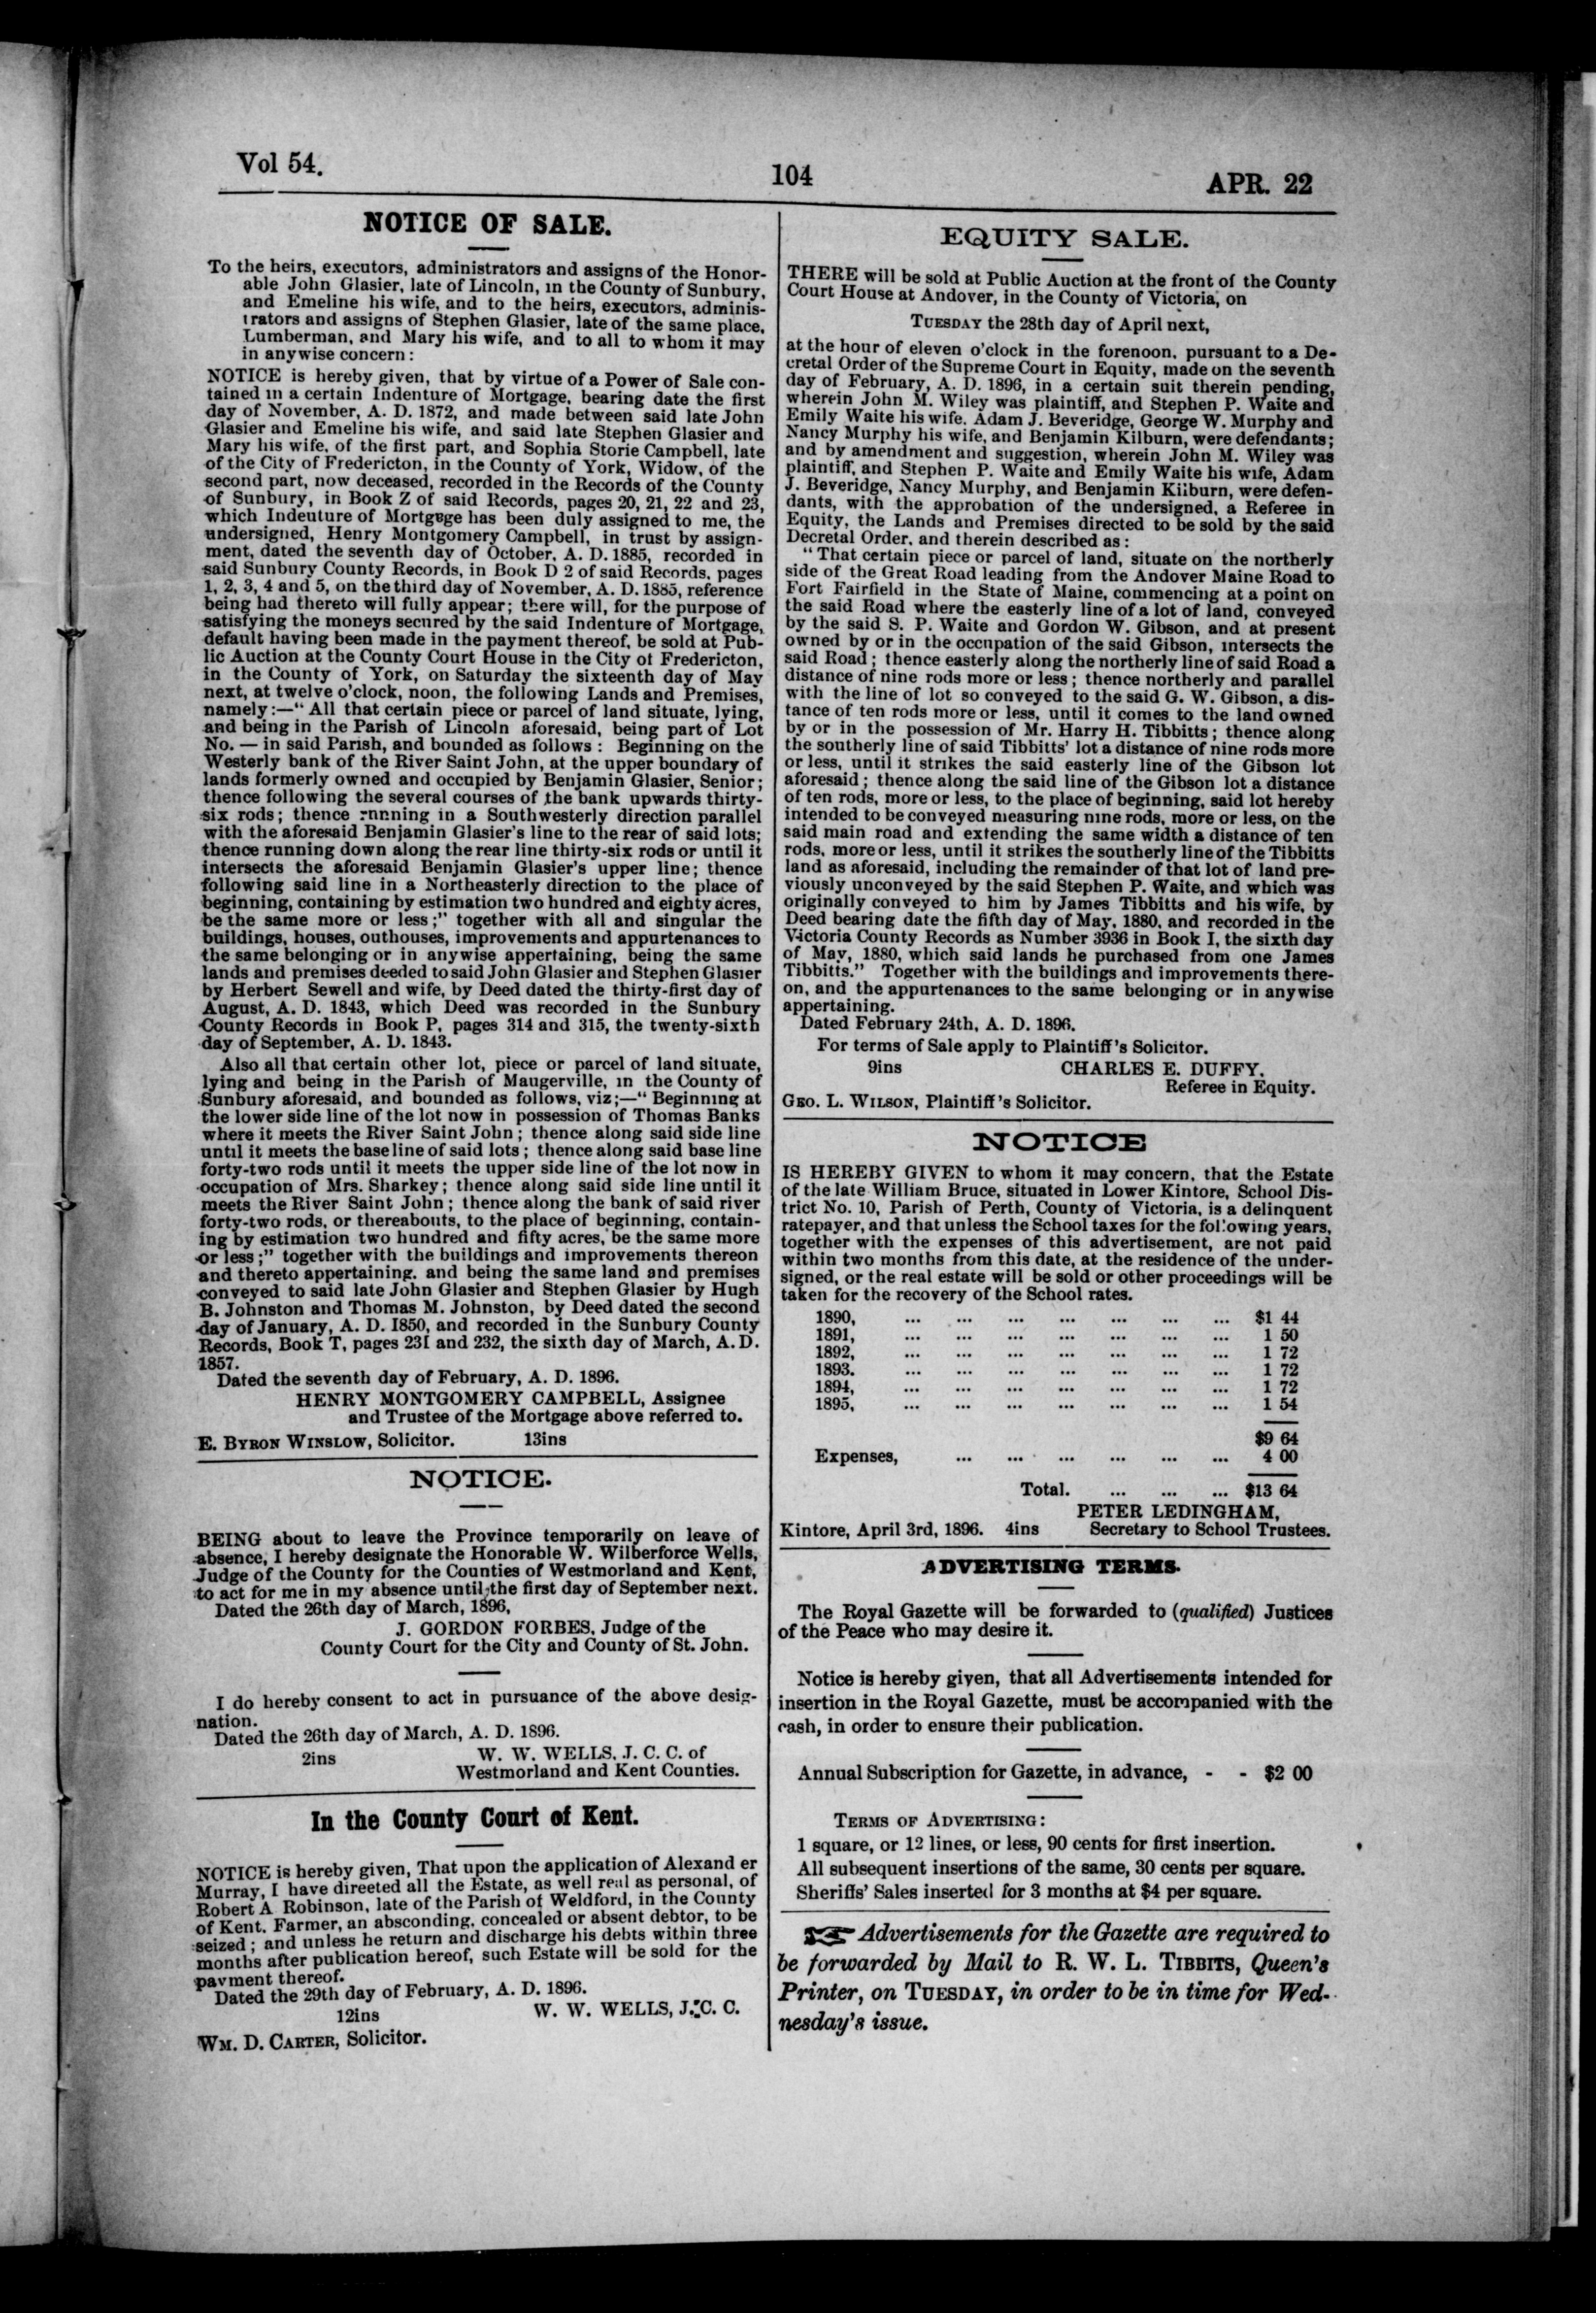 Vol 54.
104
APR. 22
NOTICE OF SALE.
To the heirs, executors, administrators and assigns of the Honor-
able John Glasier, late of Lincoln, in the County of Sunbury,
and Emeline his wife, and to the heirs, executors, adminis-
trators and assigns of Stephen Glasier, late of the same place,
Lumberman, and Mary his wife, and to all to whom it may
in anywise concern:
NOTICE is hereby given, that by virtue of a Power of Sale con-
tained in a certain Indenture of Mortgage, bearing date the first
day of November, A. D. 1872, and made between said late John
Glasier and Emeline his wife, and said late Stephen Glasier and
Mary his wife, of the first part, and Sophia Storie Campbell, late
of the City of Fredericton, in the County of York, Widow, of the
second part, now deceased, recorded in the Records of the County
of Sunbury, in Book Z of said Records, pages 20, 21, 22 and 23,
which Indeuture of Mortgage has been duly assigned to me, the
undersigned, Henry Montgomery Campbell, in trust by assign-
ment, dated the seventh day of October, A. D. 1885, recorded in
said Sunbury County Records, in Book D 2 of said Records, pages
1, 2, 3, 4 and 5, on the third day of November, A. D. 1885, reference
being had thereto will fully appear; there will, for the purpose of
satisfying the moneys secured by the said Indenture of Mortgage,
default having been made in the payment thereof, be sold at Pub-
lic Auction at the County Court House in the City of Fredericton,
in the County of York, on Saturday the sixteenth day of May
next, at twelve o'clock, noon, the following Lands and Premises,
namely:—" All that certain piece or parcel of land situate, lying,
and being in the Parish of Lincoln aforesaid, being part of Lot
No. — in said Parish, and bounded as follows : Beginning on the
Westerly bank of the River Saint John, at the upper boundary of
lands formerly owned and occupied by Benjamin Glasier, Senior;
thence following the several courses of the bank upwards thirty-
six rods; thence running in a Southwesterly direction parallel
with the aforesaid Benjamin Glasier's line to the rear of said lots;
thence running down along the rear line thirty-six rods or until it
intersects the aforesaid Benjamin Glasier's upper line; thence
following said line in a Northeasterly direction to the place of
beginning, containing by estimation two hundred and eighty acres,
be the same more or less;" together with all and singular the
buildings, houses, outhouses, improvements and appurtenances to
the same belonging or in anywise appertaining, being the same
lands and premises deeded to said John Glasier and Stephen Glasier
by Herbert Sewell and wife, by Deed dated the thirty-first day of
August, A. D. 1843, which Deed was recorded in the Sunbury
County Records in Book P, pages 314 and 315, the twenty-sixth
day of September, A. D. 1843.
Also all that certain other lot, piece or parcel of land situate,
lying and being in the Parish of Maugerville, in the County of
Sunbury aforesaid, and bounded as follows, viz;—" Beginning at
the lower side line of the lot now in possession of Thomas Banks
where it meets the River Saint John; thence along said side line
until it meets the base line of said lots; thence along said base line
forty-two rods until it meets the upper side line of the lot now in
occupation of Mrs. Sharkey; thence along said side line until it
meets the River Saint John; thence along the bank of said river
forty-two rods, or thereabouts, to the place of beginning, contain-
ing by estimation two hundred and fifty acres, be the same more
or less;" together with the buildings and improvements thereon
and thereto appertaining, and being the same land and premises
conveyed to said late John Glasier and Stephen Glasier by Hugh
B. Johnston and Thomas M. Johnston, by Deed dated the second
day of January, A. D. 1850, and recorded in the Sunbury County
Records, Book T, pages 231 and 232, the sixth day of March, A. D.
1857.
Dated the seventh day of February, A. D. 1896.
HENRY MONTGOMERY CAMPBELL, Assignee
and Trustee of the Mortgage above referred to.
E. BYRON WINSLOW, Solicitor. 13ins
NOTICE.
BEING about to leave the Province temporarily on leave of
absence, I hereby designate the Honorable W. Wilberforce Wells,
Judge of the County for the Counties of Westmorland and Kent,
to act for me in my absence until the first day of September next.
Dated the 26th day of March, 1896,
J. GORDON FORBES, Judge of the
County Court for the City and County of St. John.
I do hereby consent to act in pursuance of the above desig-
nation.
Dated the 26th day of March, A. D. 1896.
2ins W. W. WELLS, J. C. C. of
Westmorland and Kent Counties.
In the County Court of Kent.
NOTICE is hereby given, That upon the application of Alexand er
Murray, I have direeted all the Estate, as well real as personal, of
Robert A Robinson, late of the Parish of Weldford, in the County
of Kent, Farmer, an absconding, concealed or absent debtor, to be
seized; and unless he return and discharge his debts within three
months after publication hereof, such Estate will be sold for the
payment thereof.
Dated the 29th day of February, A. D. 1896.
12ins W. W. WELLS, J. C. C.
WM. D. CARTER, Solicitor.
EQUITY SALE.
THERE will be sold at Public Auction at the front of the County
Court House at Andover, in the County of Victoria, on
TUESDAY the 28th day of April next,
at the hour of eleven o'clock in the forenoon, pursuant to a De-
cretal Order of the Supreme Court in Equity, made on the seventh
day of February, A. D. 1896, in a certain suit therein pending,
wherein John M. Wiley was plaintiff, and Stephen P. Waite and
Emily Waite his wife, Adam J. Beveridge, George W. Murphy and
Nancy Murphy his wife, and Benjamin Kilburn, were defendants;
and by amendment and suggestion, wherein John M. Wiley was
plaintiff, and Stephen P. Waite and Emily Waite his wife, Adam
J. Beveridge, Nancy Murphy, and Benjamin Kilburn, were defen-
dants, with the approbation of the undersigned, a Referee in
Equity, the Lands and Premises directed to be sold by the said
Decretal Order, and therein described as:
" That certain piece or parcel of land, situate on the northerly
side of the Great Road leading from the Andover Maine Road to
Fort Fairfield in the State of Maine, commencing at a point on
the said Road where the easterly line of a lot of land, conveyed
by the said S. P. Waite and Gordon W. Gibson, and at present
owned by or in the occupation of the said Gibson, intersects the
said Road; thence easterly along the northerly line of said Road a
distance of nine rods more or less; thence northerly and parallel
with the line of lot so conveyed to the said G. W. Gibson, a dis-
tance of ten rods more or less, until it comes to the land owned
by or in the possession of Mr. Harry H. Tibbitts; thence along
the southerly line of said Tibbitts' lot a distance of nine rods more
or less, until it strikes the said easterly line of the Gibson lot
aforesaid; thence along the said line of the Gibson lot a distance
of ten rods, more or less, to the place of beginning, said lot hereby
intended to be conveyed measuring nine rods, more or less, on the
said main road and extending the same width a distance of ten
rods, more or less, until it strikes the southerly line of the Tibbitts
land as aforesaid, including the remainder of that lot of land pre-
viously unconveyed by the said Stephen P. Waite, and which was
originally conveyed to him by James Tibbitts and his wife, by
Deed bearing date the fifth day of May, 1880, and recorded in the
Victoria County Records as Number 3936 in Book I, the sixth day
of May, 1880, which said lands he purchased from one James
Tibbitts." Together with the buildings and improvements there-
on, and the appurtenances to the same belonging or in anywise
appertaining.
Dated February 24th, A. D. 1896.
For terms of Sale apply to Plaintiff's Solicitor.
9ins CHARLES E. DUFFY,
Referee in Equity.
GEO. L. WILSON, Plaintiff's Solicitor.
NOTICE
IS HEREBY GIVEN to whom it may concern, that the Estate
of the late William Bruce, situated in Lower Kintore, School Dis-
trict No. 10, Parish of Perth, County of Victoria, is a delinquent
ratepayer, and that unless the School taxes for the following years,
together with the expenses of this advertisement, are not paid
within two months from this date, at the residence of the under-
signed, or the real estate will be sold or other proceedings will be
taken for the recovery of the School rates.
1890, ... ... ... ... ... ... ... $1 44
1891, ... ... ... ... ... ... ... 1 50
1892, ... ... ... ... ... ... ... 1 72
1893. ... ... ... ... ... ... ... 1 72
1894, ... ... ... ... ... ... ... 1 72
1895, ... ... ... ... ... ... ... 1 54
$9 64
Expenses, ... ... ... ... ... ... 4 00
Total. ... ... ... $13 64
PETER LEDINGHAM,
Kintore, April 3rd, 1896. 4ins Secretary to School Trustees.
ADVERTISING TERMS.
The Royal Gazette will be forwarded to (qualified) Justices
of the Peace who may desire it.
Notice is hereby given, that all Advertisements intended for
insertion in the Royal Gazette, must be accompanied with the
cash, in order to ensure their publication.
Annual Subscription for Gazette, in advance, - - $2 00
TERMS OF ADVERTISING:
1 square, or 12 lines, or less, 90 cents for first insertion.
All subsequent insertions of the same, 30 cents per square.
Sheriffs' Sales inserted for 3 months at $4 per square.
☞ Advertisements for the Gazette are required to
be forwarded by Mail to R. W. L. TIBBITS, Queen's
Printer, on TUESDAY, in order to be in time for Wed-
nesday's issue.